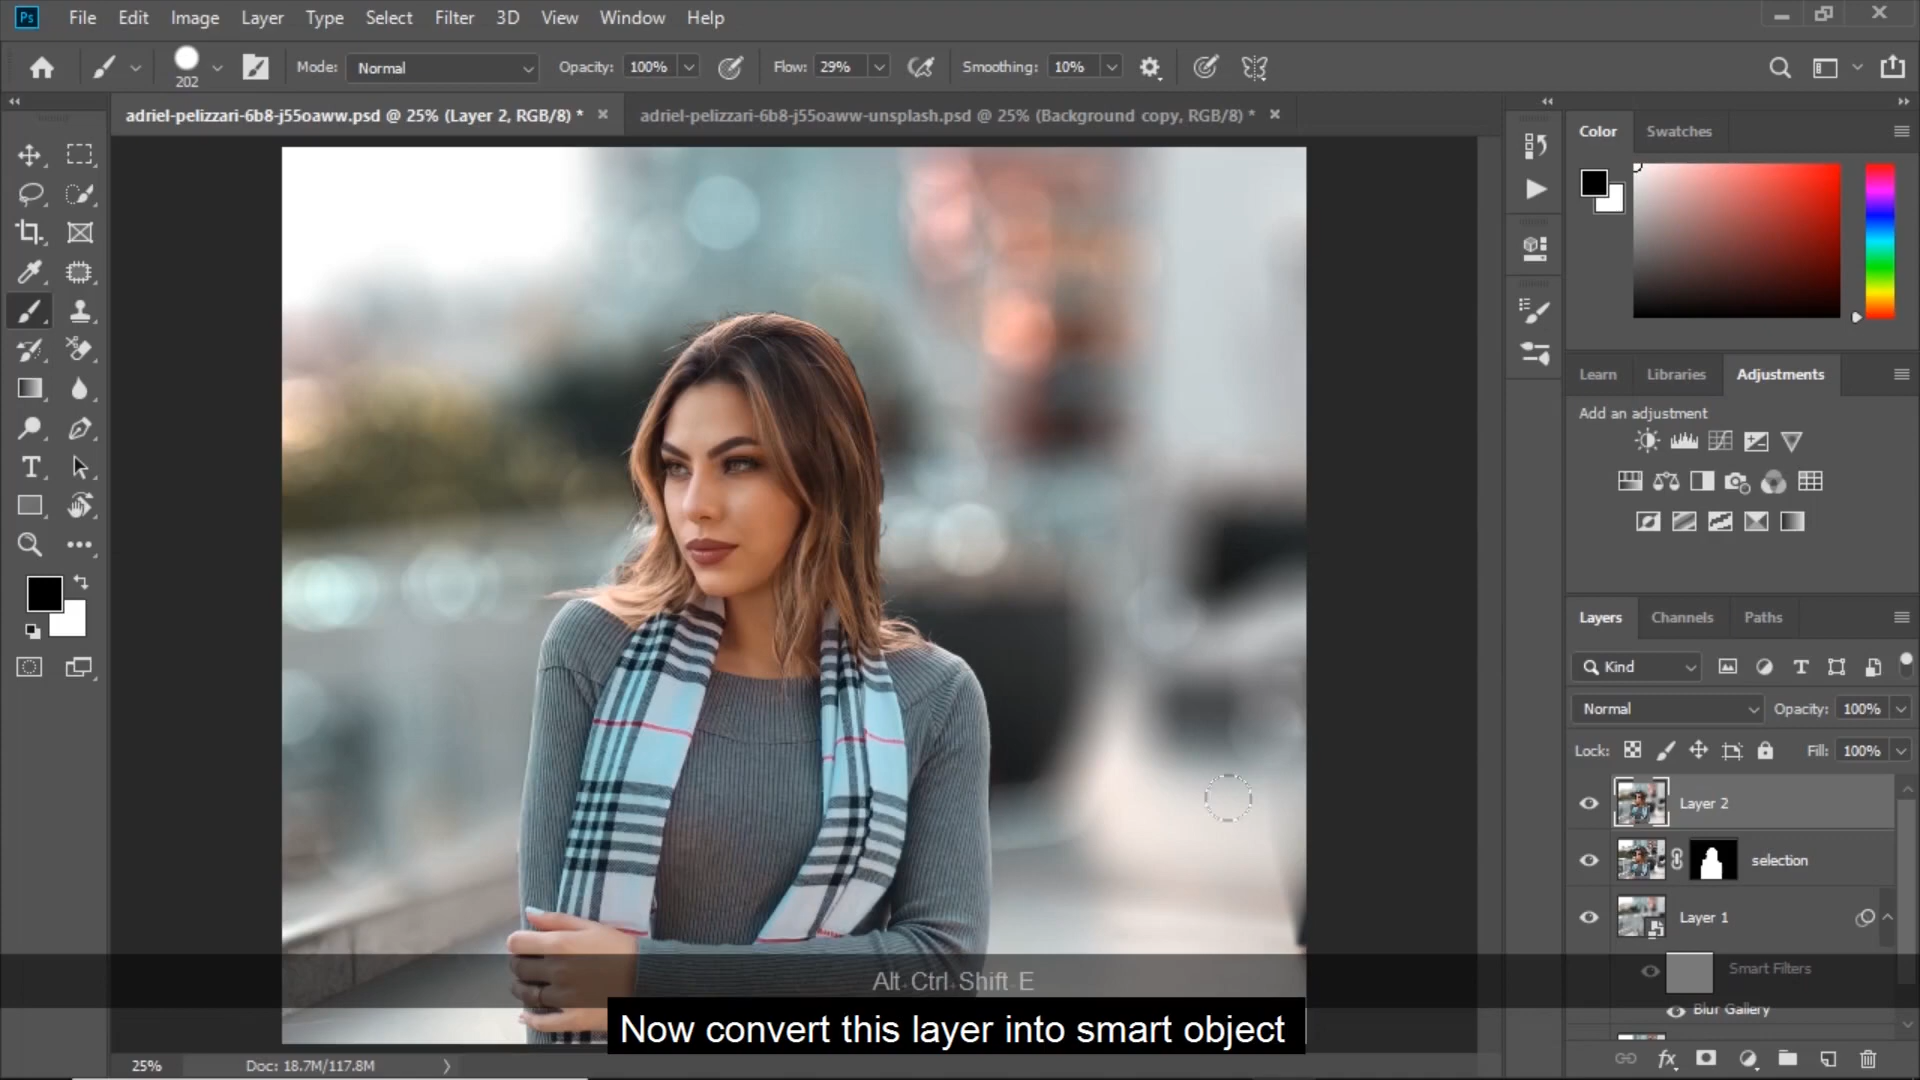 Ps File Edit Image Layer Type Select Filter 3D View Window Help
202 Mode: Normal Opacity: 100% Flow: 29% Smoothing: 10%
adriel-pelizzari-6b8-j55oaww.psd @ 25% (Layer 2, RGB/8) * adriel-pelizzari-6b8-j55oaww-unsplash.psd @ 25% (Background copy, RGB/8) *
Color Swatches
Learn Libraries Adjustments
Add an adjustment
Layers Channels Paths
Kind
Normal Opacity: 100%
Lock: Fill: 100%
Layer 2
selection
Layer 1
Smart Filters
Blur Gallery
Alt+Ctrl+Shift+E
Now convert this layer into smart object
25% Doc: 18.7M/117.8M